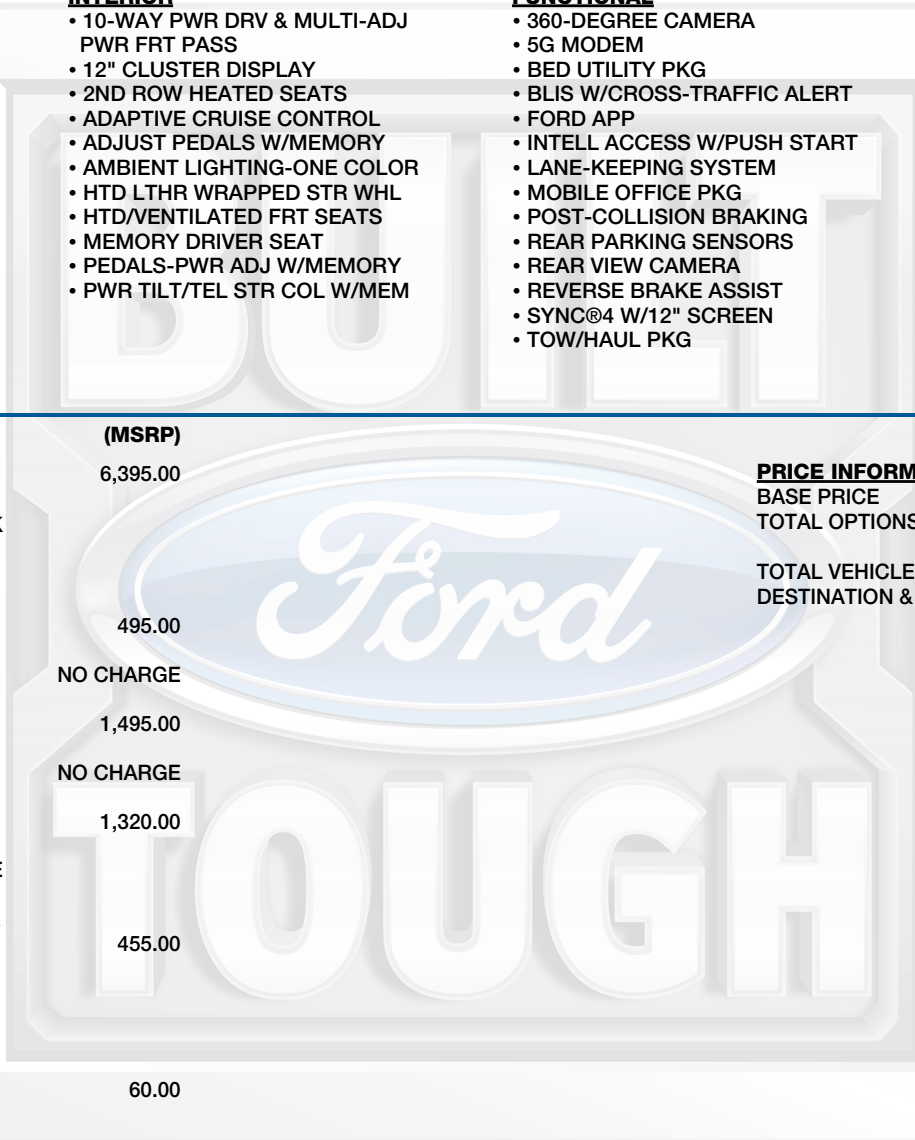 INTERIOR
• 10-WAY PWR DRV & MULTI-ADJ
PWR FRT PASS
• 12" CLUSTER DISPLAY
• 2ND ROW HEATED SEATS
• ADAPTIVE CRUISE CONTROL
• ADJUST PEDALS W/MEMORY
• AMBIENT LIGHTING-ONE COLOR
• HTD LTHR WRAPPED STR WHL
• HTD/VENTILATED FRT SEATS
• MEMORY DRIVER SEAT
• PEDALS-PWR ADJ W/MEMORY
• PWR TILT/TEL STR COL W/MEM
FUNCTIONAL
• 360-DEGREE CAMERA
• 5G MODEM
• BED UTILITY PKG
• BLIS W/CROSS-TRAFFIC ALERT
• FORD APP
• INTELL ACCESS W/PUSH START
• LANE-KEEPING SYSTEM
• MOBILE OFFICE PKG
• POST-COLLISION BRAKING
• REAR PARKING SENSORS
• REAR VIEW CAMERA
• REVERSE BRAKE ASSIST
• SYNC®4 W/12" SCREEN
• TOW/HAUL PKG
BUILT
(MSRP)
6,395.00
495.00
NO CHARGE
1,495.00
NO CHARGE
1,320.00
455.00
60.00
Ford
TOUGH
PRICE INFORM
BASE PRICE
TOTAL OPTIONS
TOTAL VEHICLE
DESTINATION &